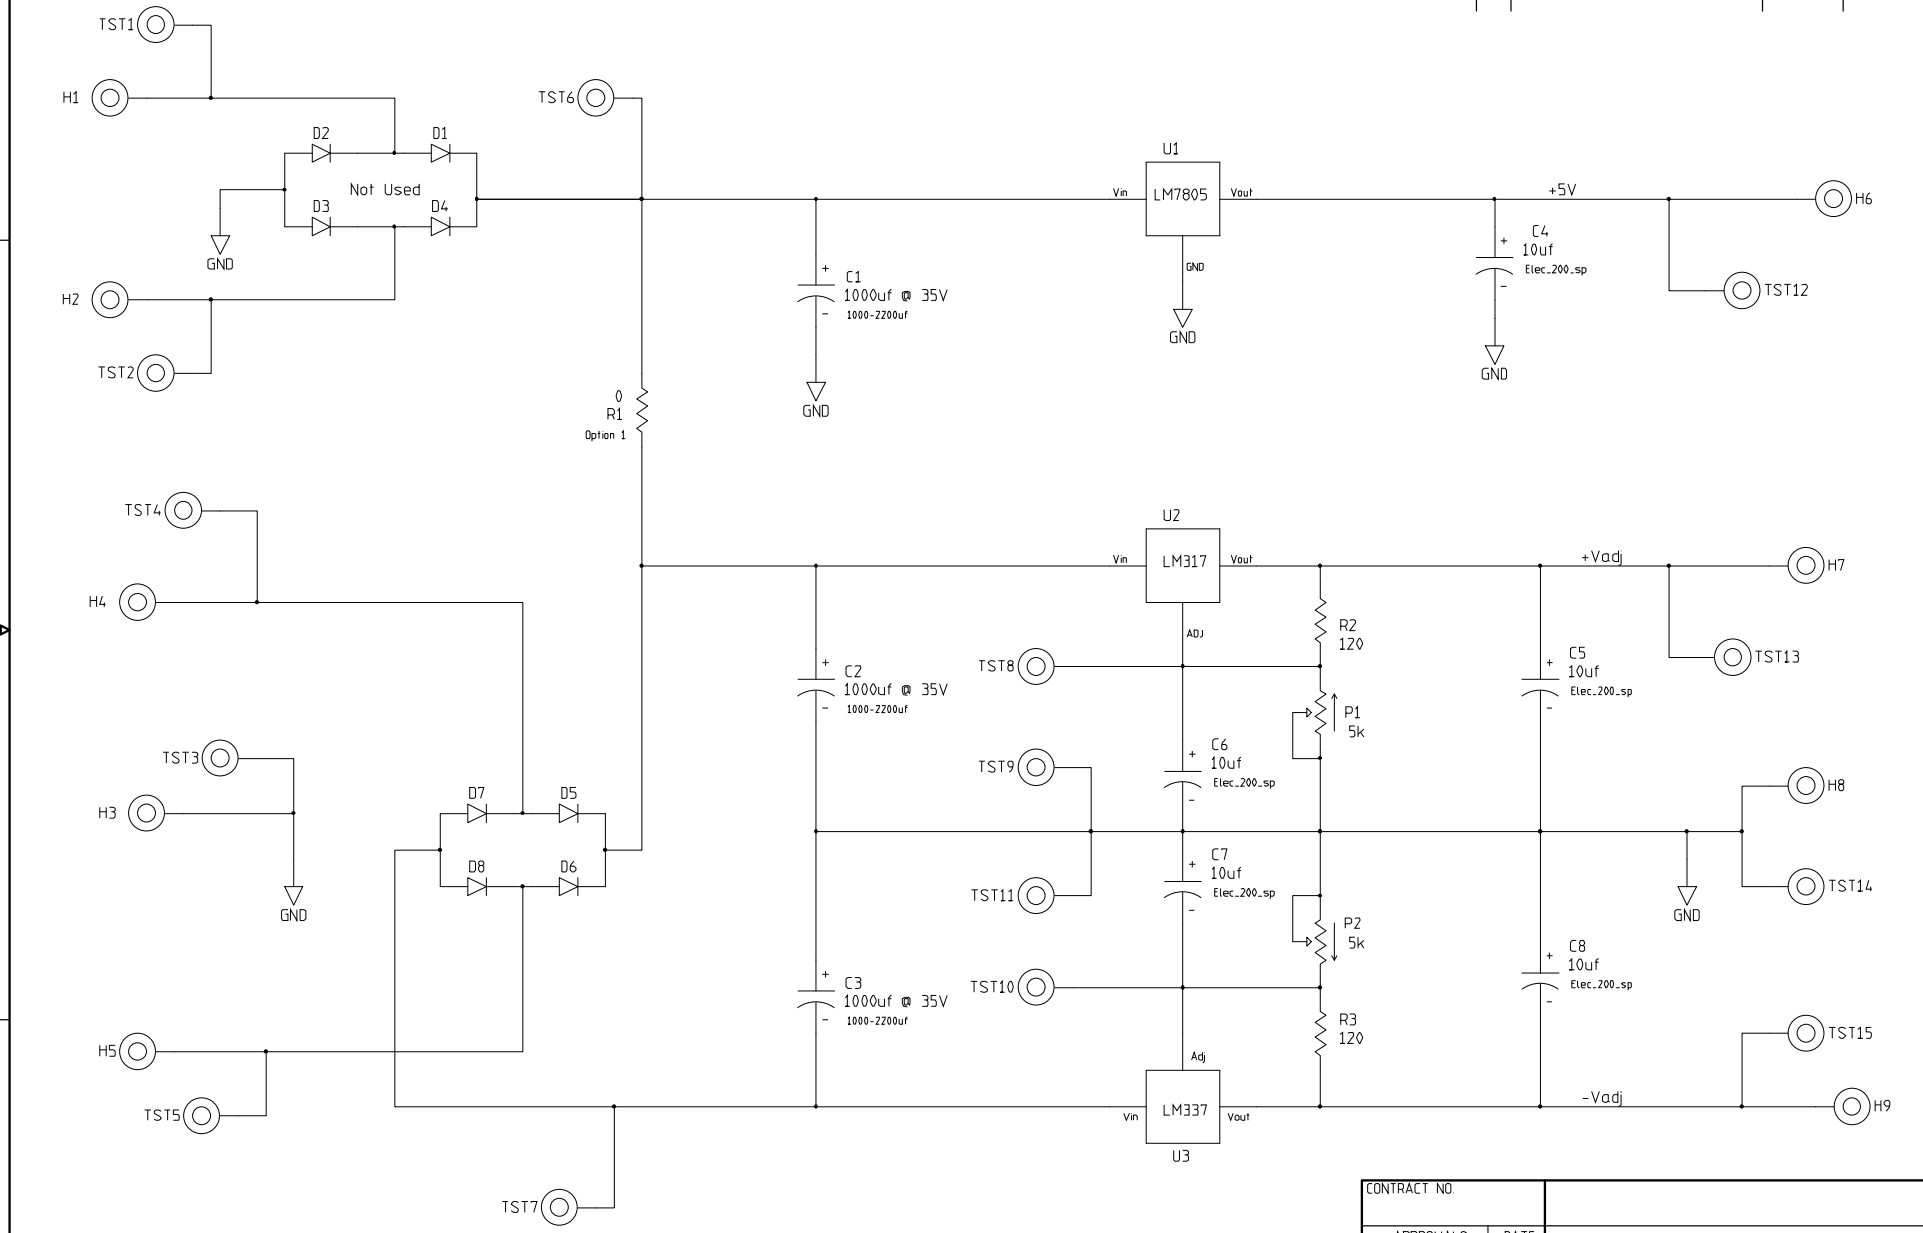 TST1
H1
TST6
D2
D1
Not Used
D3
D4
GND
H2
TST2
U1
Vin
LM7805
Vout
GND
GND
+5V
H6
C4
+
10uf
Elec_200_sp
-
TST12
GND
+
C1
1000uf @ 35V
-
1000-2200uf
GND
0
R1
Option 1
TST4
H4
TST3
H3
GND
D7
D5
D8
D6
H5
TST5
TST7
U2
Vin
LM317
Vout
ADJ
+Vadj
H7
TST13
R2
120
TST8
+
C2
1000uf @ 35V
-
1000-2200uf
C5
+
10uf
Elec_200_sp
-
P1
5k
TST9
C6
+
10uf
Elec_200_sp
-
H8
TST14
GND
C7
+
10uf
Elec_200_sp
-
TST11
P2
5k
TST10
+
C3
1000uf @ 35V
-
1000-2200uf
C8
+
10uf
Elec_200_sp
-
R3
120
Adj
Vin
LM337
Vout
U3
-Vadj
TST15
H9
CONTRACT NO.